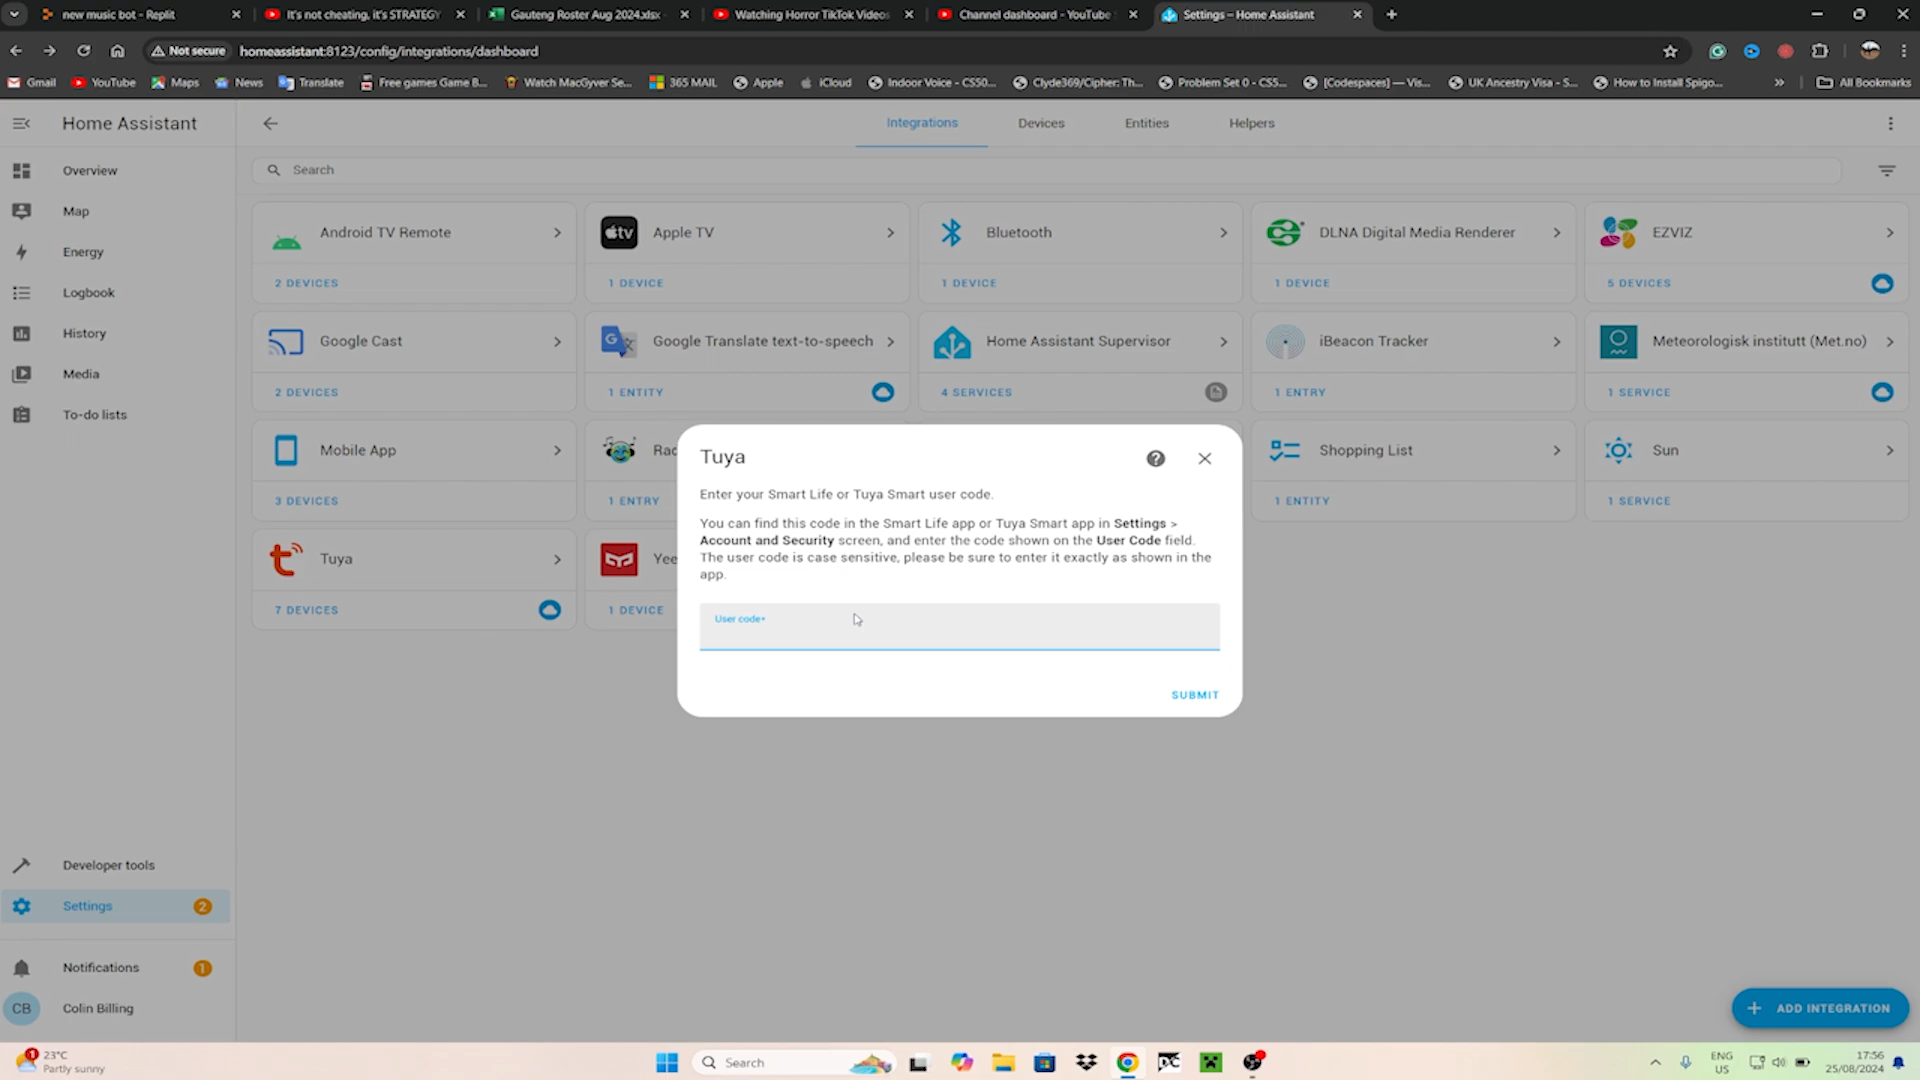 new music bot - Replit
It's not cheating, it's STRATEGY
Gauteng Roster Aug 2024.xlsx
Watching Horror TikTok Videos
Channel dashboard - YouTube
Settings – Home Assistant
Not secure
homeassistant:8123/config/integrations/dashboard
Gmail
YouTube
Maps
News
Translate
Free games Game B...
Watch MacGyver Se...
365 MAIL
Apple
iCloud
Indoor Voice - CS50...
Clyde369/Cipher: Th...
Problem Set 0 - CS5...
[Codespaces] — Vis...
UK Ancestry Visa - S...
How to Install Spigo...
»
All Bookmarks
Home Assistant
Integrations
Devices
Entities
Helpers
Overview
Map
Energy
Logbook
History
Media
To-do lists
Developer tools
Settings
2
Notifications
1
CB
Colin Billing
Search
Android TV Remote
2 DEVICES
tv
Apple TV
1 DEVICE
Bluetooth
1 DEVICE
DLNA Digital Media Renderer
1 DEVICE
EZVIZ
5 DEVICES
Google Cast
2 DEVICES
G
Google Translate text-to-speech
1 ENTITY
Home Assistant Supervisor
4 SERVICES
iBeacon Tracker
1 ENTRY
Meteorologisk institutt (Met.no)
1 SERVICE
Mobile App
3 DEVICES
1 ENTRY
Shopping List
1 ENTITY
Sun
1 SERVICE
Tuya
7 DEVICES
1 DEVICE
Tuya
Enter your Smart Life or Tuya Smart user code.
You can find this code in the Smart Life app or Tuya Smart app in Settings >
Account and Security screen, and enter the code shown on the User Code field.
The user code is case sensitive, please be sure to enter it exactly as shown in the
app.
User code*
SUBMIT
ADD INTEGRATION
1
23°C
Partly sunny
Search
ENG
US
17:56
25/08/2024